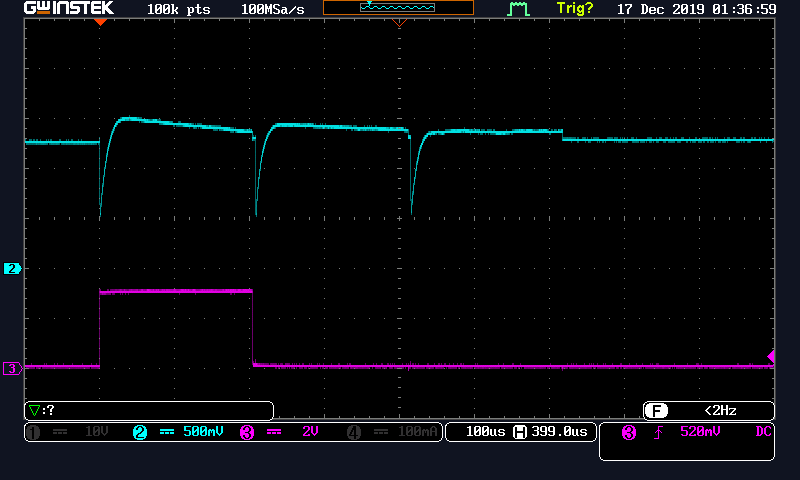 GWINSTEK 100k pts 100MSa/s Trig? 17 Dec 2019 01:36:59
2
3
▽:? F <2Hz
1 10V 2 500mV 3 2V 4 100mA 100us H 399.0us 3 520mV DC